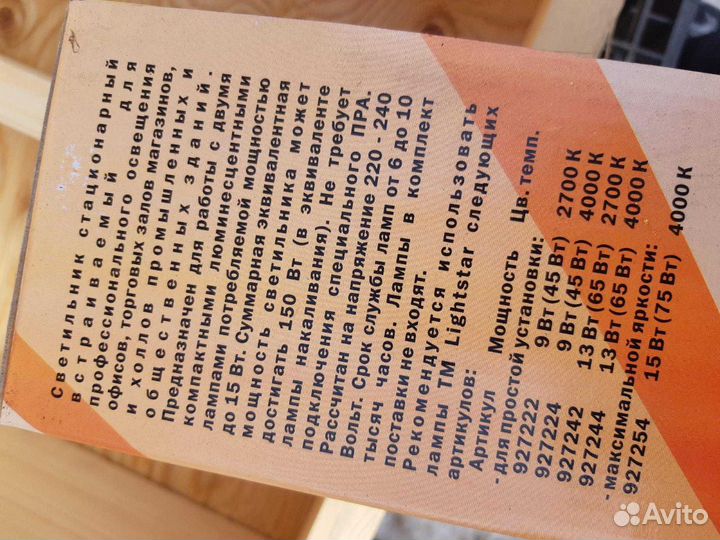 Светильник стационарный
встраиваемый для
профессионального освещения
офисов, торговых залов магазинов,
и холлов промышленных и
общественных зданий.
Предназначен для работы с двумя
компактными люминесцентными
лампами потребляемой мощностью
до 15 Вт. Суммарная эквивалентная
мощность светильника может
достигать 150 Вт (в эквиваленте
лампы накаливания). Не требует
подключения специального ПРА.
Рассчитан на напряжение 220 - 240
Вольт. Срок службы ламп от 6 до 10
тысяч часов. Лампы в комплект
поставки не входят.
Рекомендуется использовать
лампы ТМ Lightstar следующих
артикулов:
Артикул Мощность Цв. темп.
- для простой установки:
927222 9 Вт (45 Вт) 2700 К
927224 9 Вт (45 Вт) 4000 К
927242 13 Вт (65 Вт) 2700 К
927244 13 Вт (65 Вт) 4000 К
- максимальной яркости:
927254 15 Вт (75 Вт) 4000 К
Avito